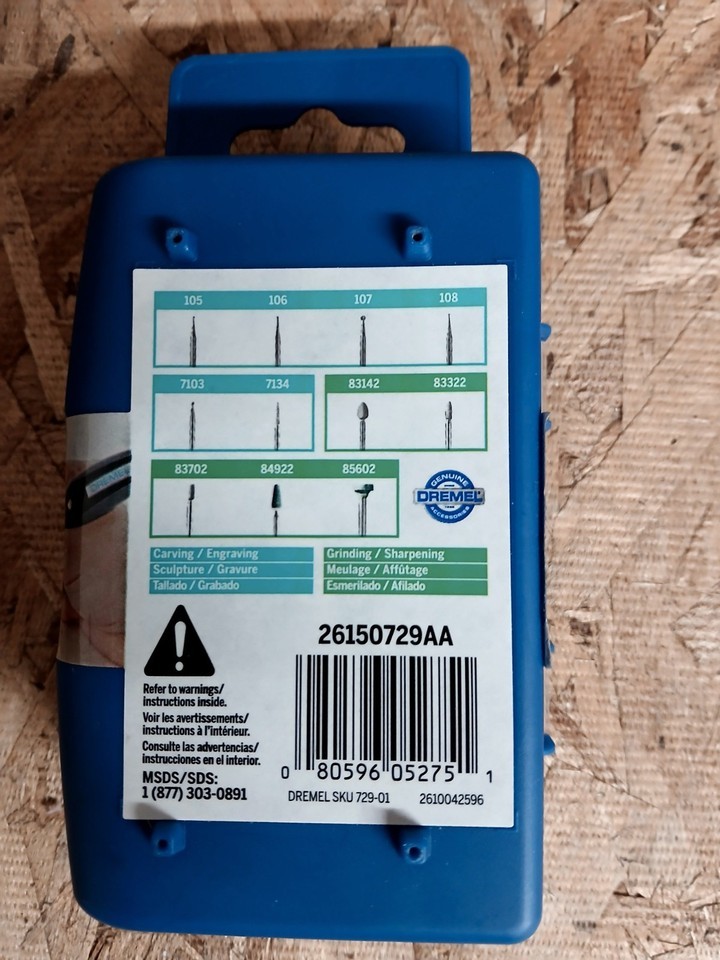 105 106 107 108
7103 7134 83142 83322
83702 84922 85602
GENUINE
DREMEL
ACCESSORIES
DREMEL
Carving / Engraving
Sculpture / Gravure
Tallado / Grabado
Grinding / Sharpening
Meulage / Affûtage
Esmerilado / Afilado
26150729AA
Refer to warnings/
instructions inside.
Voir les avertissements/
instructions à l'intérieur.
Consulte las advertencias/
instrucciones en el interior.
MSDS/SDS:
1 (877) 303-0891
0 80596 05275 1
DREMEL SKU 729-01 2610042596